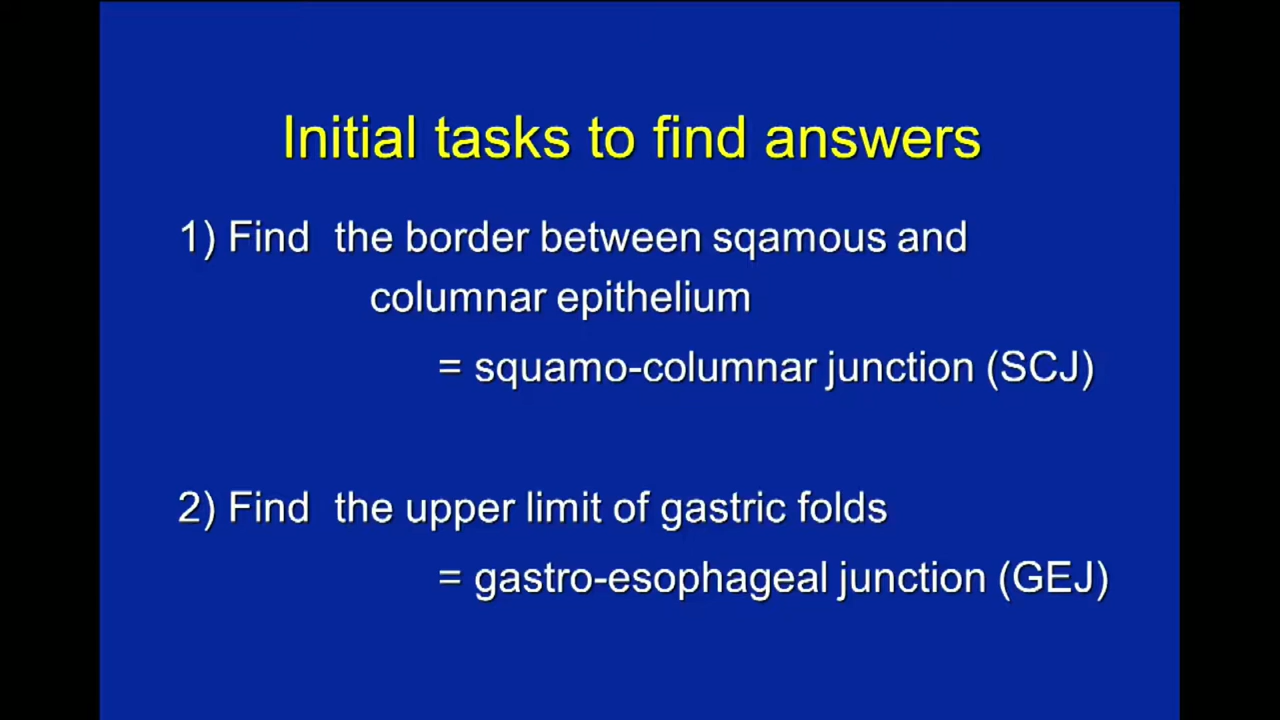 Initial tasks to find answers
1) Find the border between sqamous and
columnar epithelium
= squamo-columnar junction (SCJ)
2) Find the upper limit of gastric folds
= gastro-esophageal junction (GEJ)